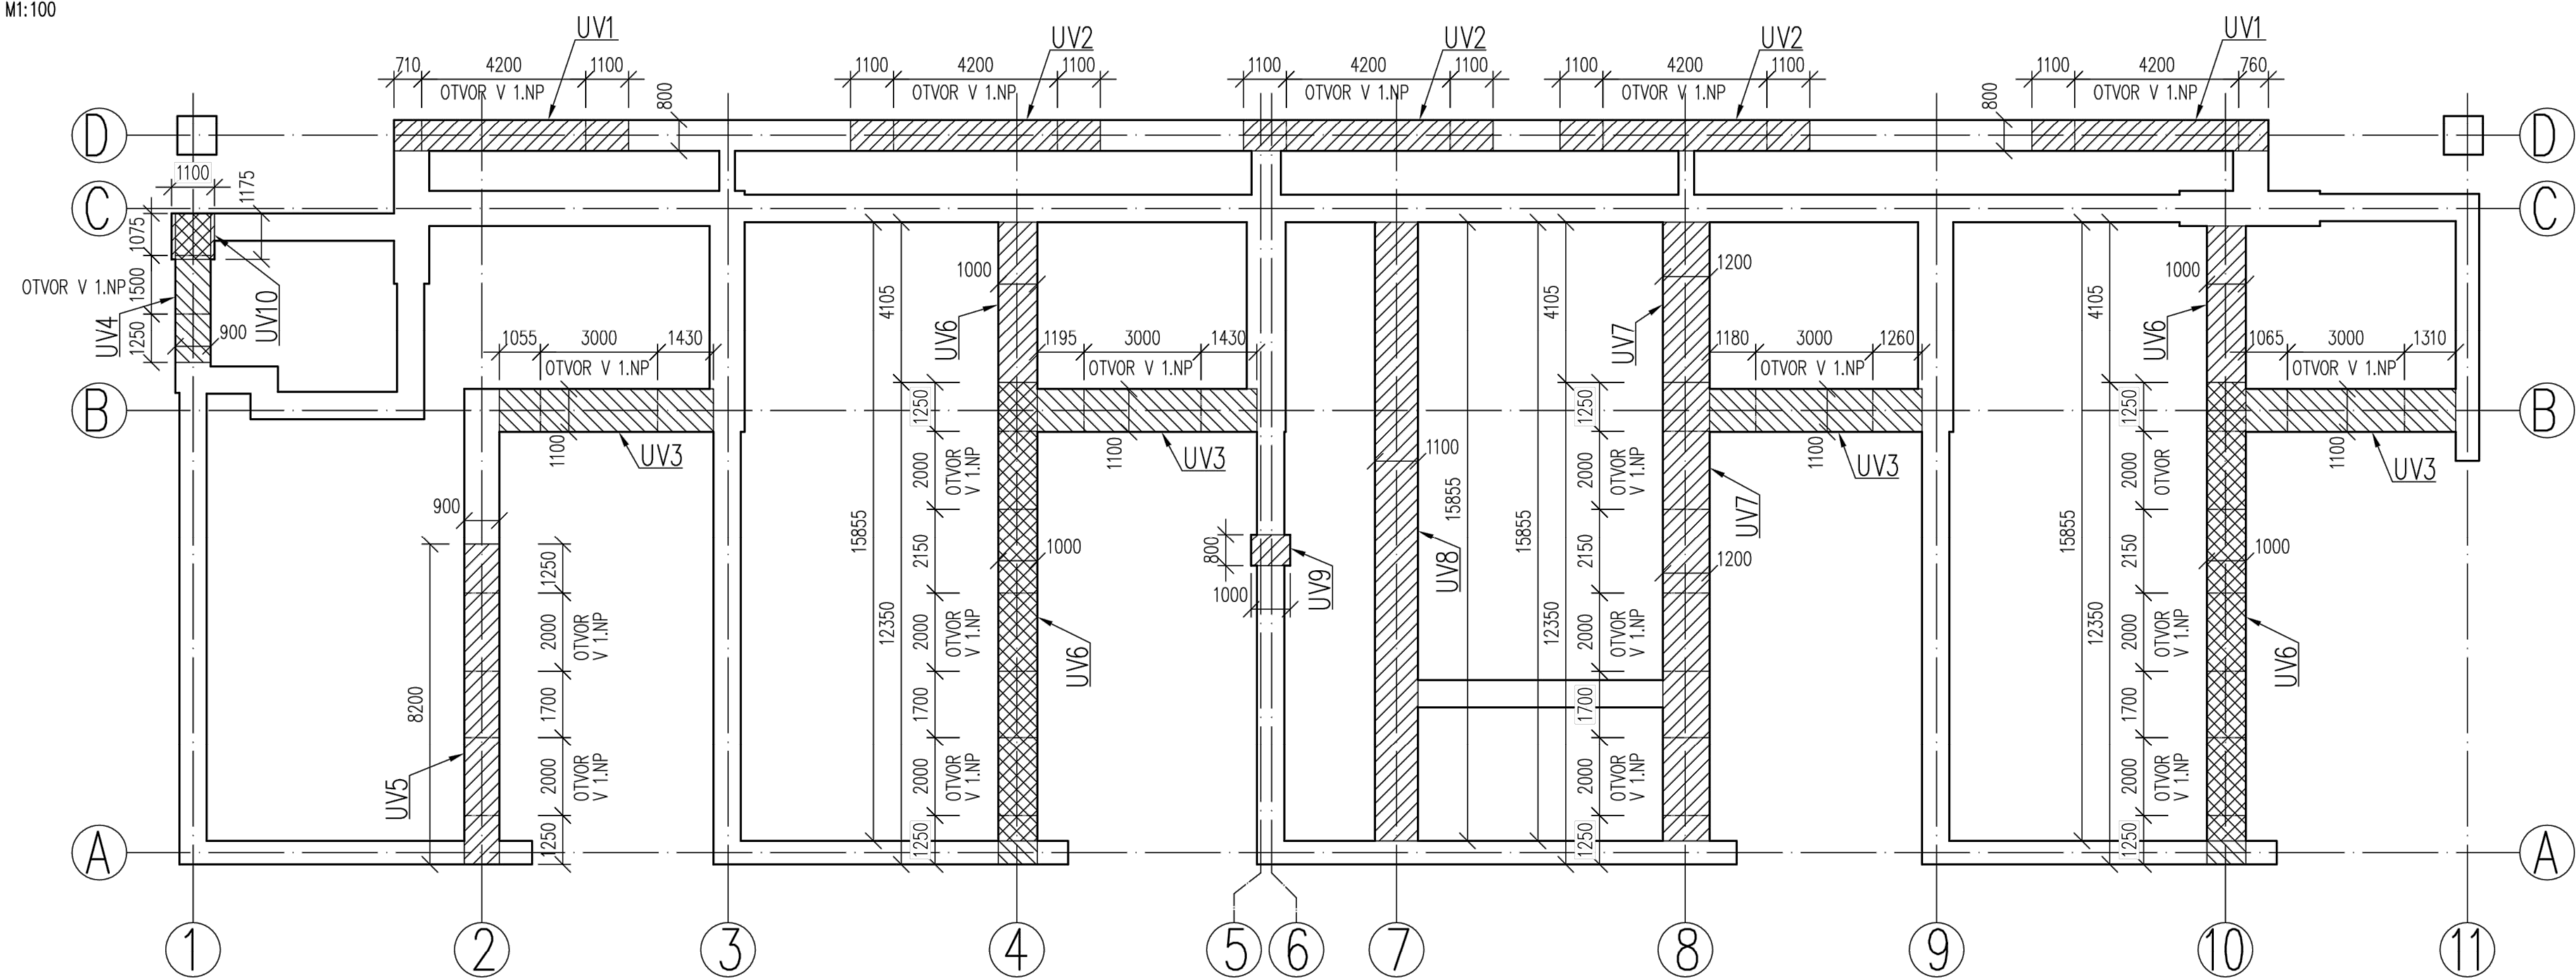 M1:100
UV1
UV2
UV2
UV2
UV1
710 4200 1100
1100 4200 1100
1100 4200 1100
1100 4200 1100
1100 4200 760
OTVOR V 1.NP
OTVOR V 1.NP
OTVOR V 1.NP
OTVOR V 1.NP
OTVOR V 1.NP
800
800
D
D
1100
1175
C
C
1075
1500
OTVOR V 1.NP
1250
UV4
900
UV10
1000
UV6
4105
1200
UV7
4105
1000
UV6
4105
1055 3000 1430
OTVOR V 1.NP
1195 3000 1430
OTVOR V 1.NP
1180 3000 1260
OTVOR V 1.NP
1065 3000 1310
OTVOR V 1.NP
B
B
1100
UV3
1100
UV3
1100
UV3
1100
UV3
900
8200
UV5
1250
2000
OTVOR
V 1.NP
1700
2000
OTVOR
V 1.NP
1250
15855
12350
1250
2000
OTVOR
V 1.NP
2150
2000
OTVOR
V 1.NP
1700
2000
OTVOR
V 1.NP
1250
1000
UV6
800
1000
UV9
1100
UV8
15855
15855
12350
1250
2000
OTVOR
V 1.NP
2150
2000
OTVOR
V 1.NP
1700
2000
OTVOR
V 1.NP
1250
UV7
1200
15855
12350
1250
2000
OTVOR
2150
2000
OTVOR
V 1.NP
1700
2000
OTVOR
V 1.NP
1250
1000
UV6
A
A
1 2 3 4 5 6 7 8 9 10 11